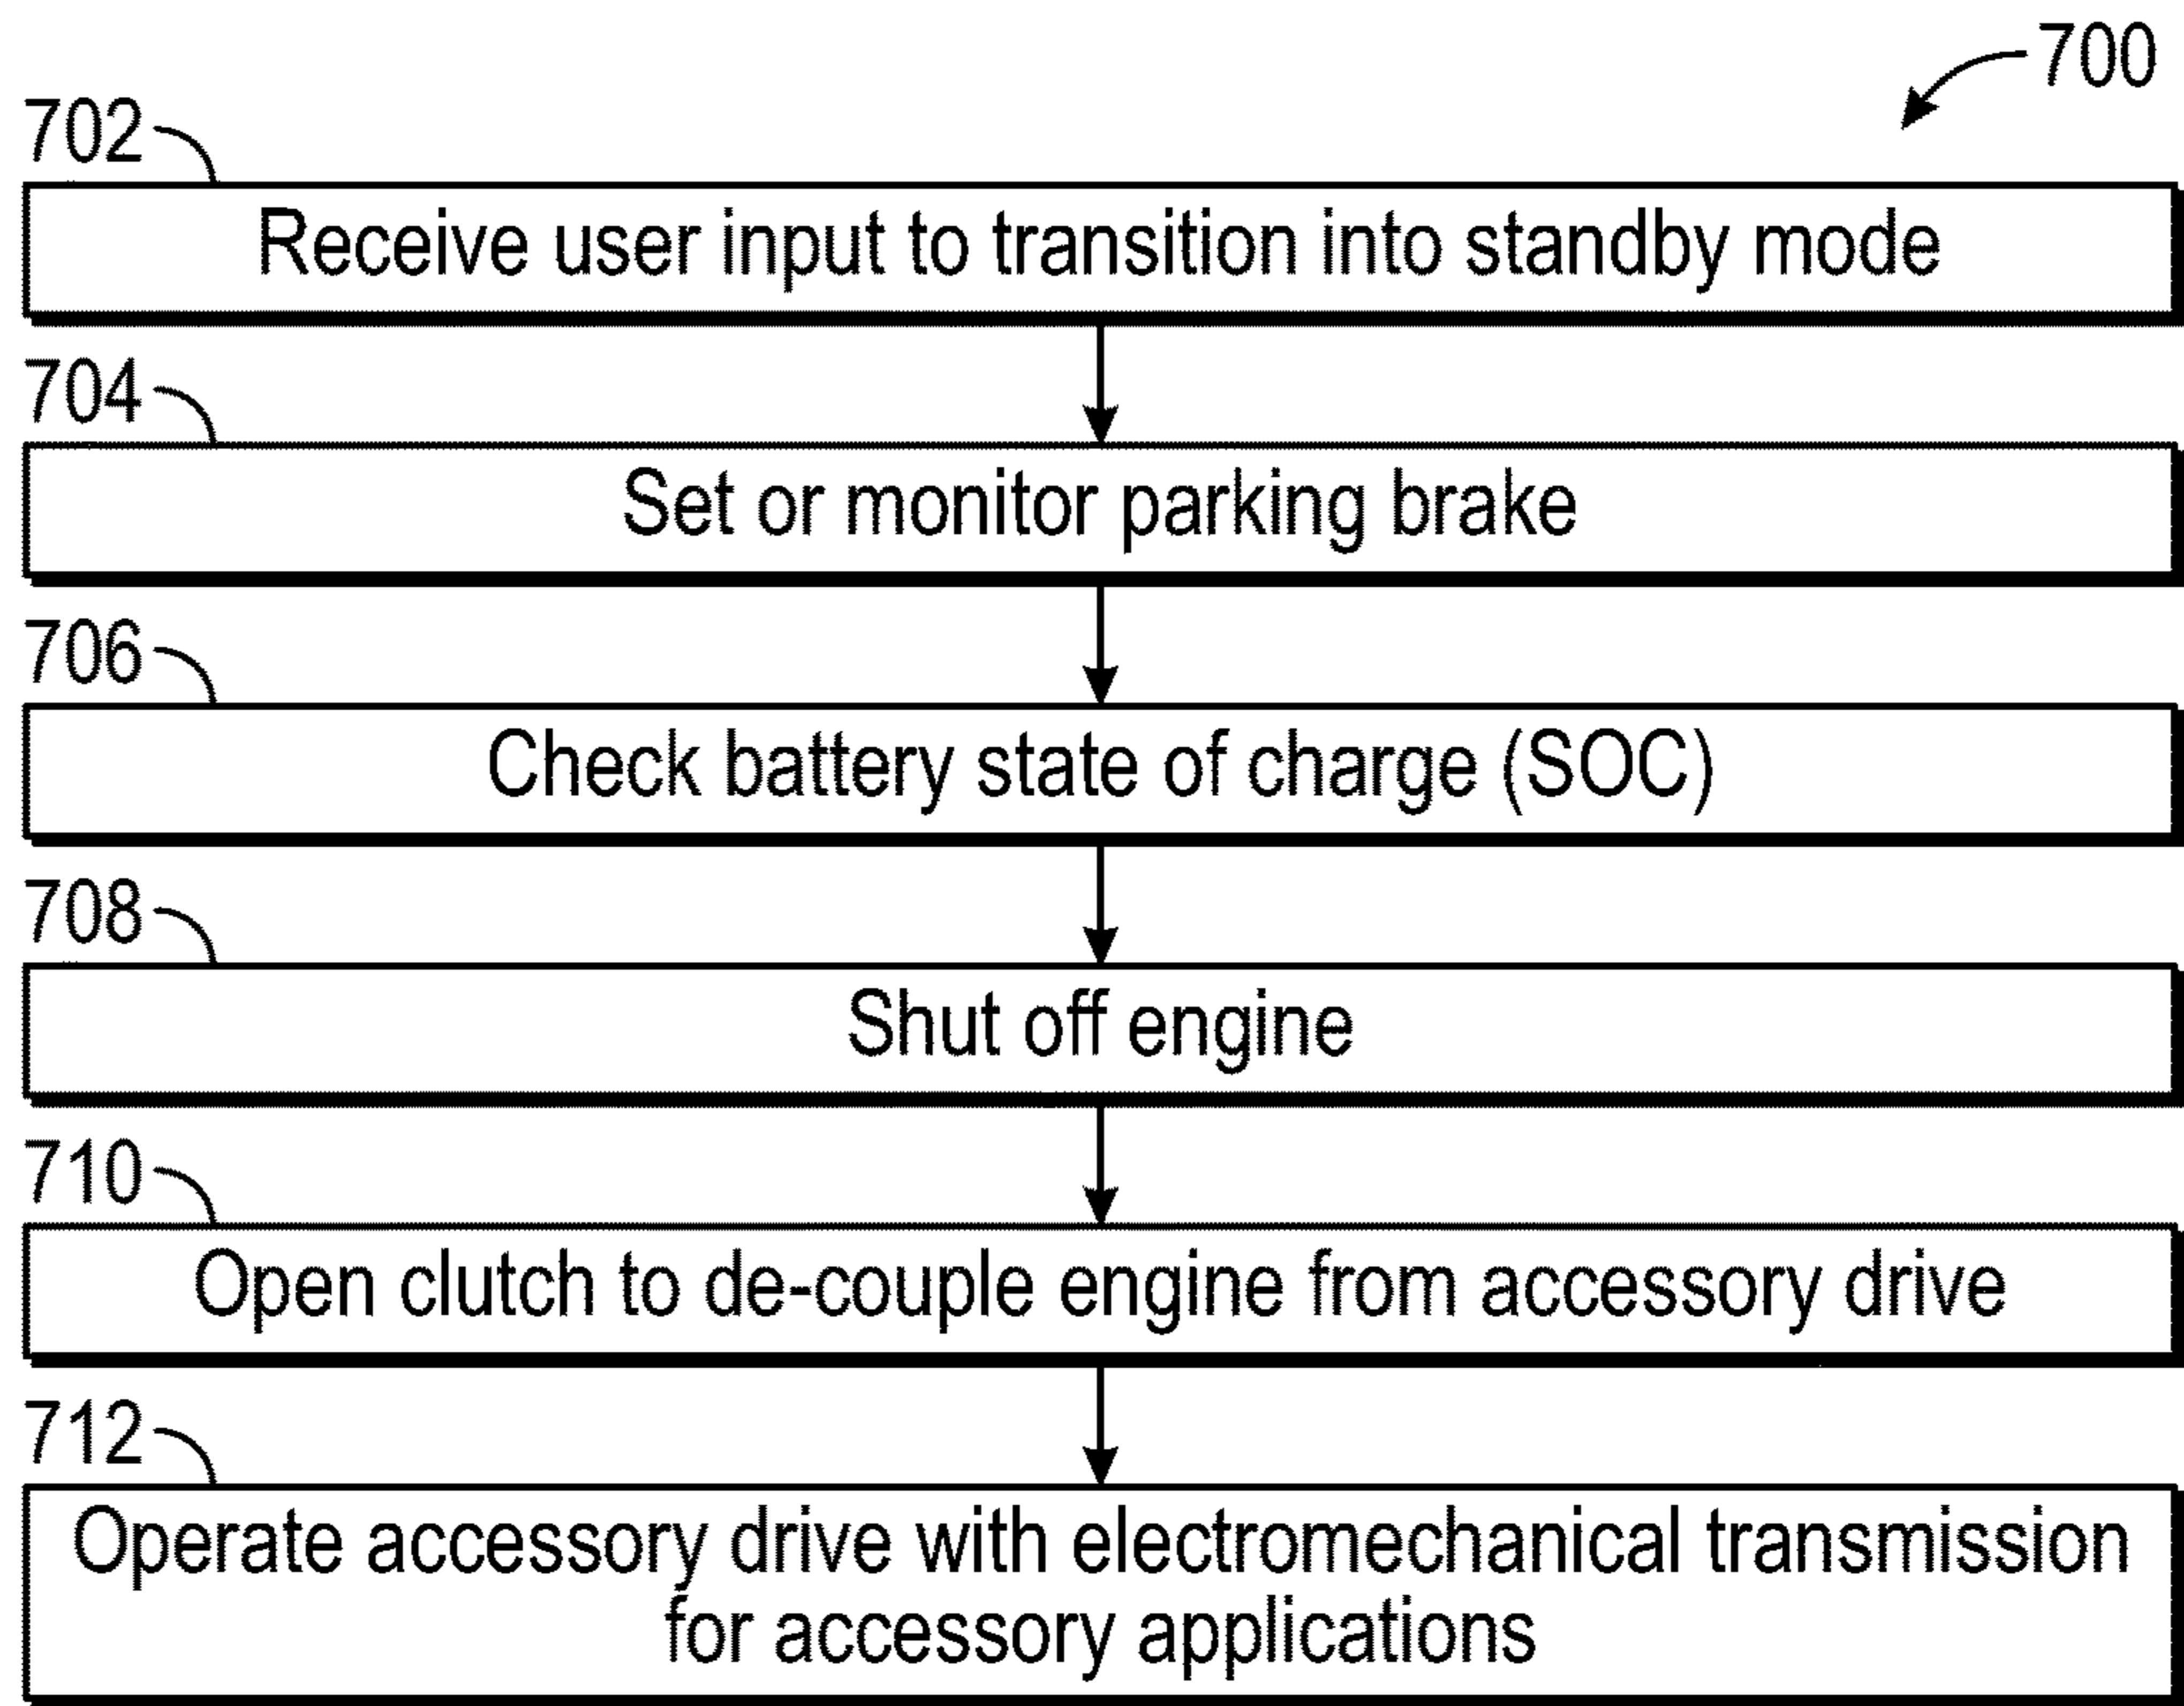 700
702
Receive user input to transition into standby mode
704
Set or monitor parking brake
706
Check battery state of charge (SOC)
708
Shut off engine
710
Open clutch to de-couple engine from accessory drive
712
Operate accessory drive with electromechanical transmission
for accessory applications